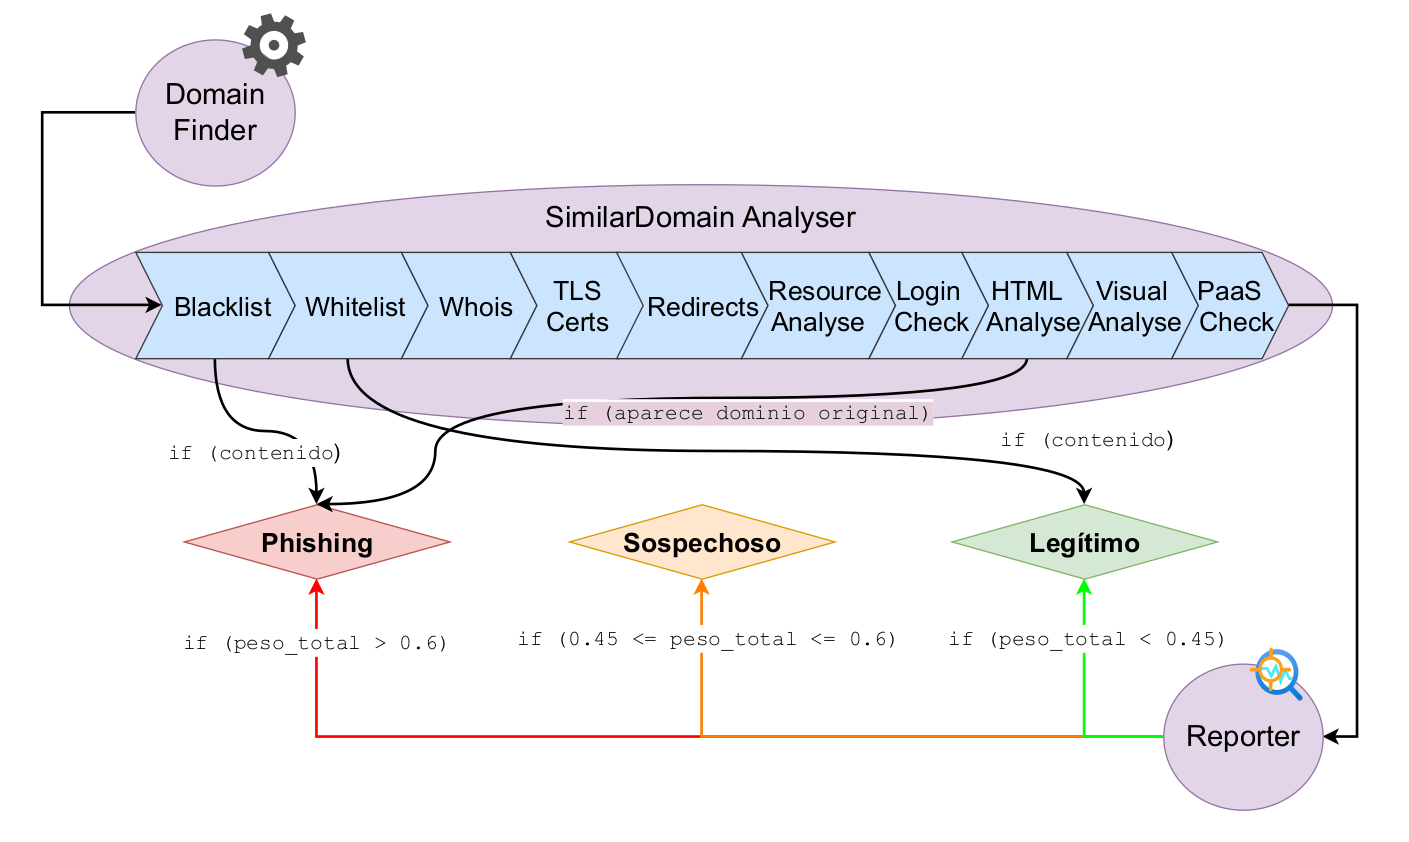 Domain
Finder
SimilarDomain Analyser
Blacklist
Whitelist
Whois
TLS
Certs
Redirects
Resource
Analyse
Login
Check
HTML
Analyse
Visual
Analyse
PaaS
Check
if (aparece dominio original)
if (contenido)
if (contenido)
Phishing
Sospechoso
Legítimo
if (peso_total > 0.6)
if (0.45 <= peso_total <= 0.6)
if (peso_total < 0.45)
Reporter